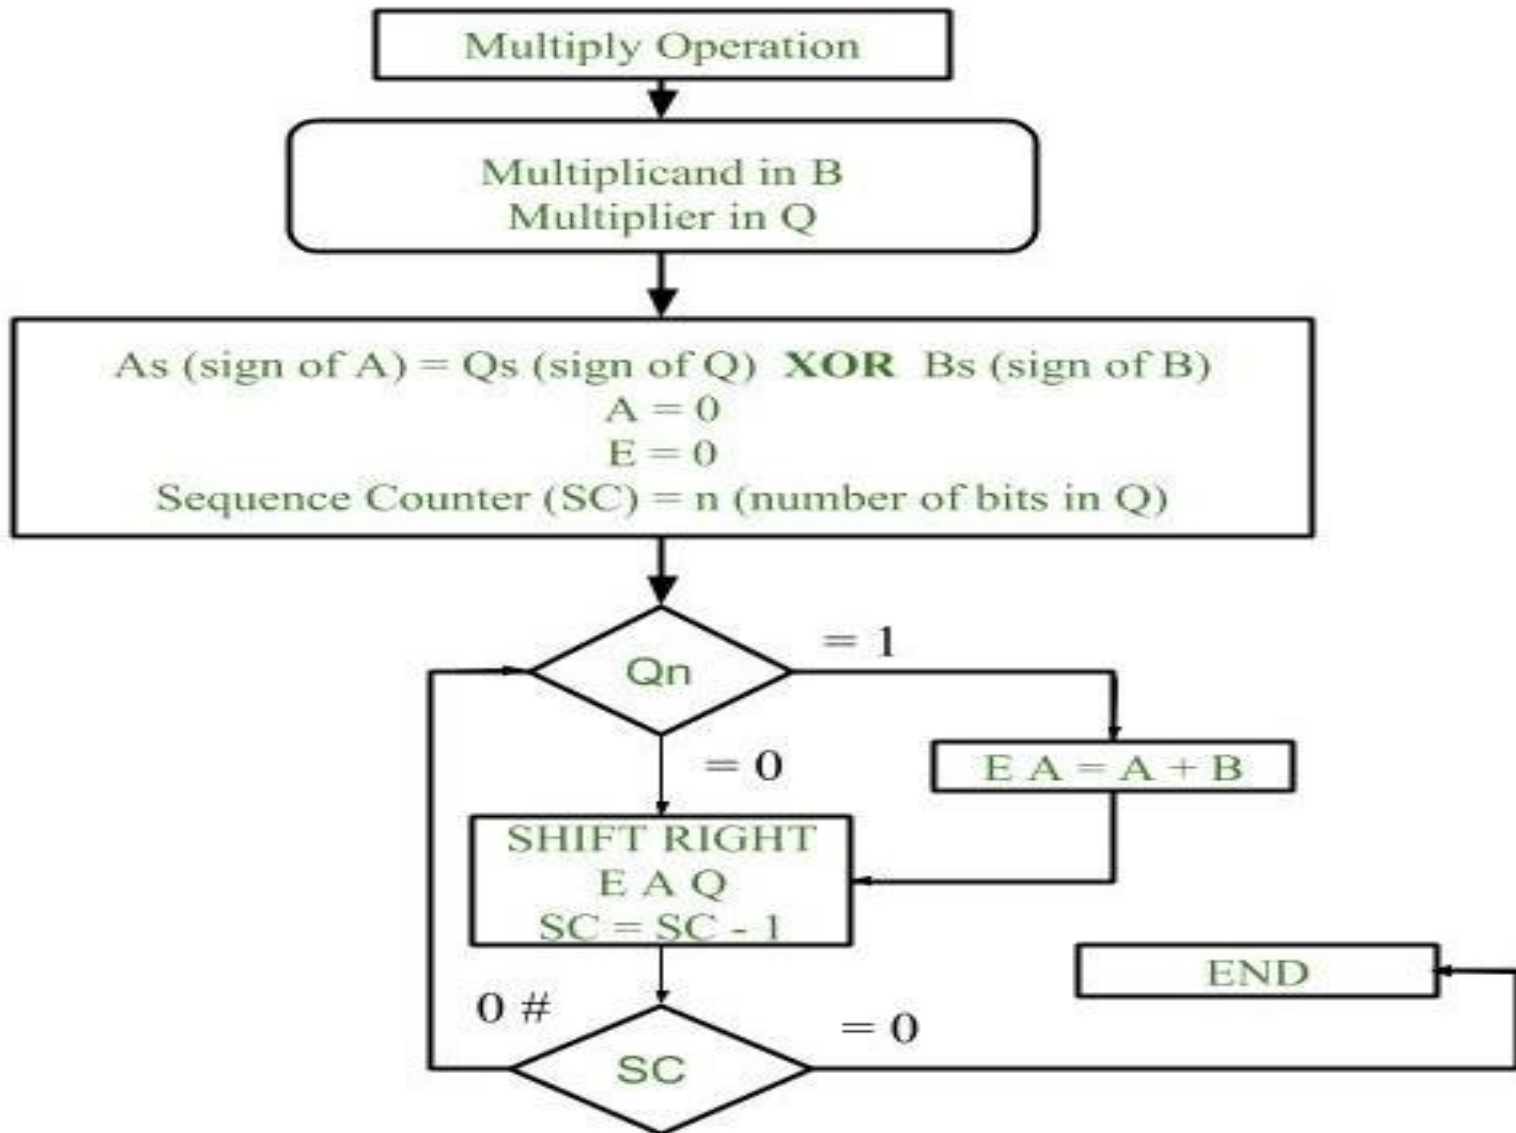 Multiply Operation
Multiplicand in B
Multiplier in Q
As (sign of A) = Qs (sign of Q) XOR Bs (sign of B)
A = 0
E = 0
Sequence Counter (SC) = n (number of bits in Q)
= 1
Qn
= 0
E A = A + B
SHIFT RIGHT
E A Q
SC = SC - 1
END
0 #
= 0
SC